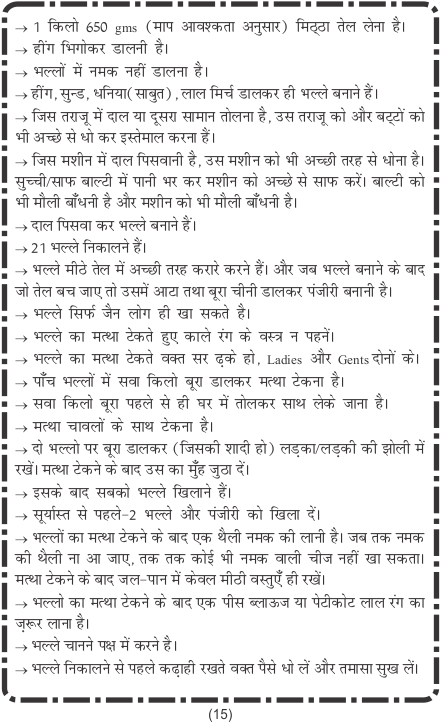 → 1 किलो 650 gms (माप आवश्कता अनुसार) मिठ्ठा तेल लेना है।
→ हींग भिगोकर डालनी है।
→ भल्लों में नमक नहीं डालना है।
→ हींग, सुन्ड, धनिया(साबुत) , लाल मिर्च डालकर ही भल्ले बनाने हैं।
→ जिस तराजू में दाल या दूसरा सामान तोलना है, उस तराजू को और बट्टों को
भी अच्छे से धो कर इस्तेमाल करना हैं।
→ जिस मशीन में दाल पिसवानी है, उस मशीन को भी अच्छी तरह से धोना है।
सुच्ची/साफ बाल्टी में पानी भर कर मशीन को अच्छे से साफ करें। बाल्टी को
भी मौली बाँधनी है और मशीन को भी मौली बाँधनी है।
→ दाल पिसवा कर भल्ले बनाने हैं।
→ 21 भल्ले निकालने हैं।
→ भल्ले मीठे तेल में अच्छी तरह करारे करने हैं। और जब भल्ले बनाने के बाद
जो तेल बच जाए तो उसमें आटा तथा बूरा चीनी डालकर पंजीरी बनानी है।
→ भल्ले सिर्फ जैन लोग ही खा सकते है।
→ भल्ले का मत्था टेकते हुए काले रंग के वस्त्र न पहनें।
→ भल्ले का मत्था टेकते वक्त सर ढ़के हो, Ladies और Gents दोनों के।
→ पाँच भल्लों में सवा किलो बूरा डालकर मत्था टेकना है।
→ सवा किलो बूरा पहले से ही घर में तोलकर साथ लेके जाना है।
→ मत्था चावलों के साथ टेकना है।
→ दो भल्लो पर बूरा डालकर (जिसकी शादी हो) लड़का/लड़की की झोली में
रखें। मत्था टेकने के बाद उस का मुँह जुठा दें।
→ इसके बाद सबको भल्ले खिलाने हैं।
→ सूर्यास्त से पहले-2 भल्ले और पंजीरी को खिला दें।
→ भल्लों का मत्था टेकने के बाद एक थैली नमक की लानी है। जब तक नमक
की थैली ना आ जाए, तक तक कोई भी नमक वाली चीज नहीं खा सकता।
मत्था टेकने के बाद जल-पान में केवल मीठी वस्तुएँ ही रखें।
→ भल्लो का मत्था टेकने के बाद एक पीस ब्लाऊज या पेटीकोट लाल रंग का
ज़रूर लाना है।
→ भल्ले चानने पक्ष में करने है।
→ भल्ले निकालने से पहले कढ़ाही रखते वक्त पैसे धो लें और तमासा सुख लें।
(15)